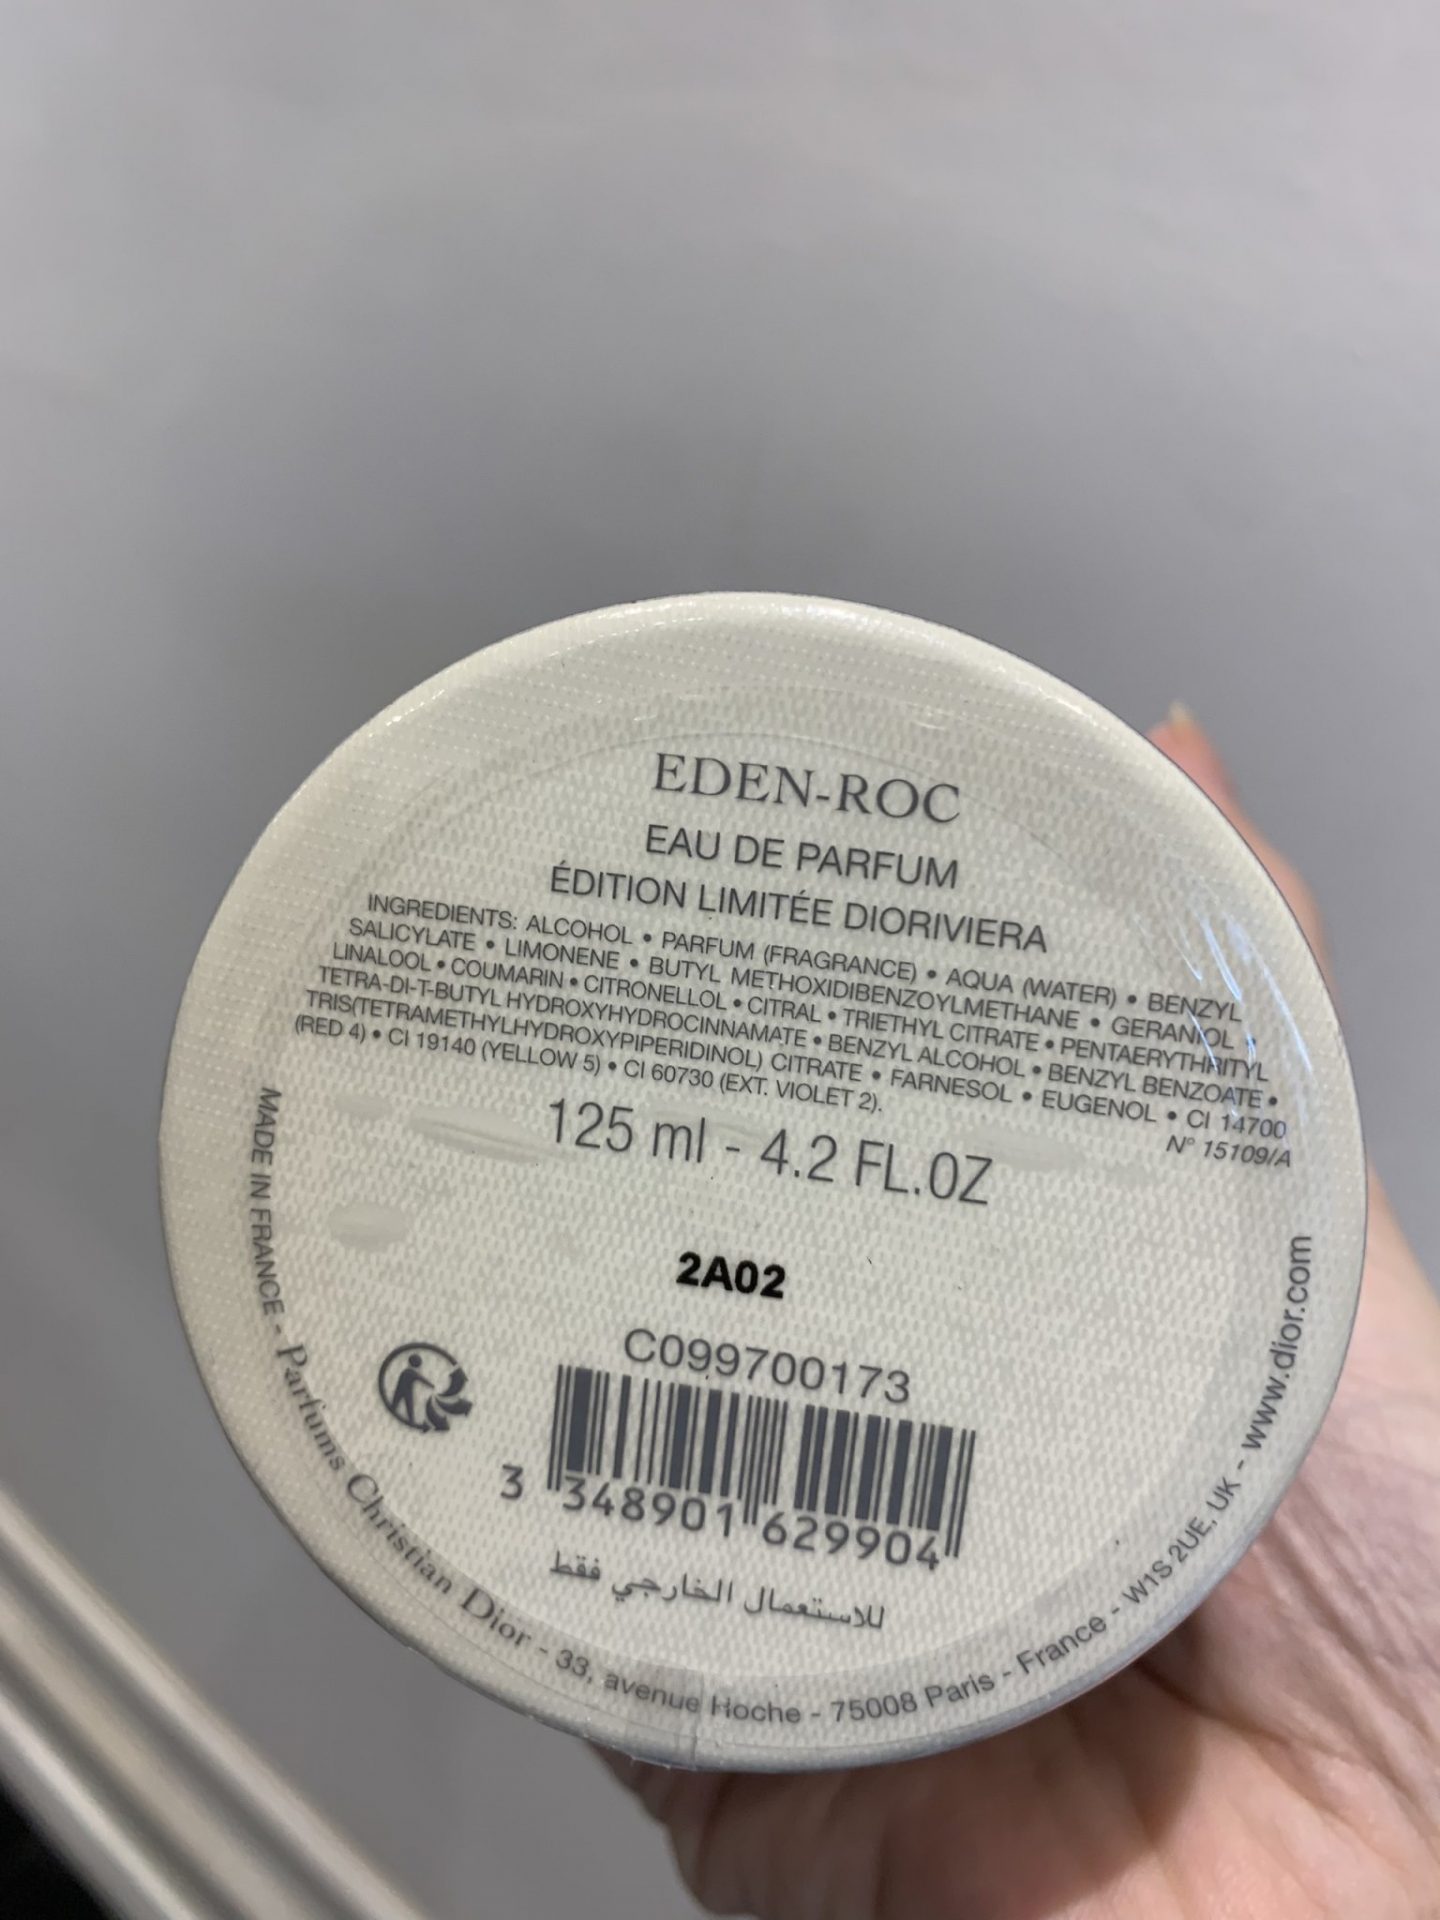 EDEN-ROC
EAU DE PARFUM
ÉDITION LIMITÉE DIORIVIERA
INGREDIENTS: ALCOHOL • PARFUM (FRAGRANCE) • AQUA (WATER) • BENZYL
SALICYLATE • LIMONENE • BUTYL METHOXIDIBENZOYLMETHANE • GERANIOL •
LINALOOL • COUMARIN • CITRONELLOL • CITRAL • TRIETHYL CITRATE • PENTAERYTHRITYL
TETRA-DI-T-BUTYL HYDROXYHYDROCINNAMATE • BENZYL ALCOHOL • BENZYL BENZOATE •
TRIS(TETRAMETHYLHYDROXYPIPERIDINOL) CITRATE • FARNESOL • EUGENOL • CI 14700
(RED 4) • CI 19140 (YELLOW 5) • CI 60730 (EXT. VIOLET 2).
N° 15109/A
125 ml - 4.2 FL.OZ
2A02
C099700173
3 348901 629904
للاستعمال الخارجي فقط
MADE IN FRANCE - Parfums Christian Dior - 33, avenue Hoche - 75008 Paris - France - W1S 2UE, UK - www.dior.com